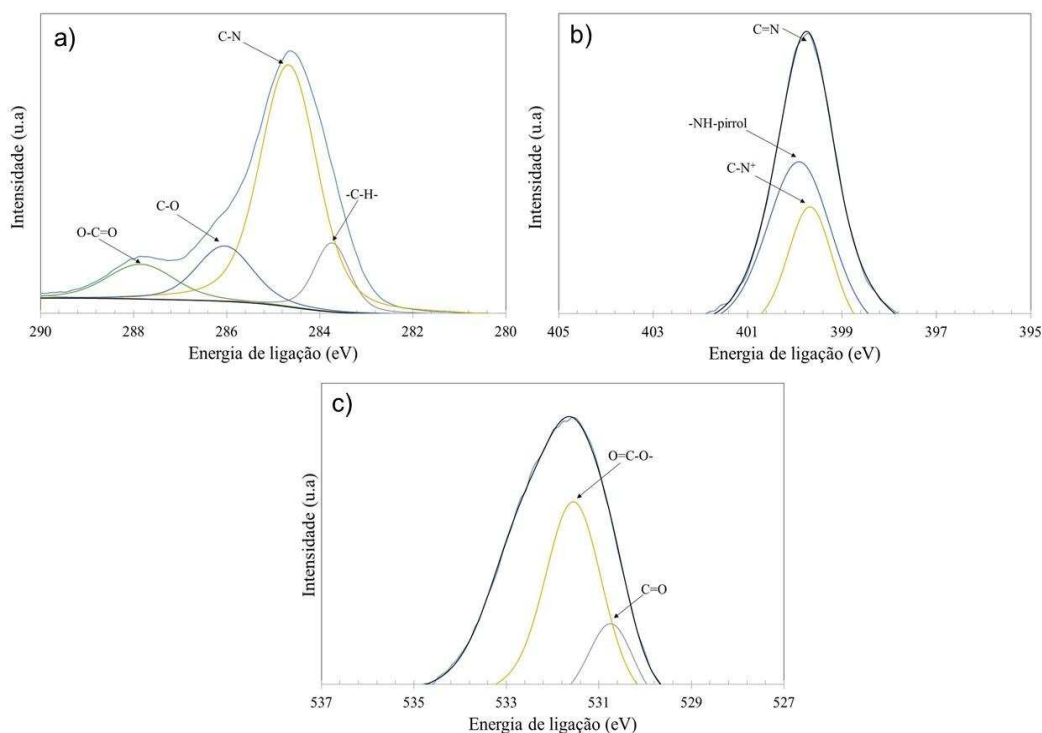 a)
C-N
C-O
O-C=O
-C-H-
Intensidade (u.a)
290 288 286 284 282 280
Energia de ligação (eV)
b)
C=N
-NH-pirrol
C-N⁺
Intensidade (u.a)
405 403 401 399 397 395
Energia de ligação (eV)
c)
O=C-O-
C=O
Intensidade (u.a)
537 535 533 531 529 527
Energia de ligação (eV)